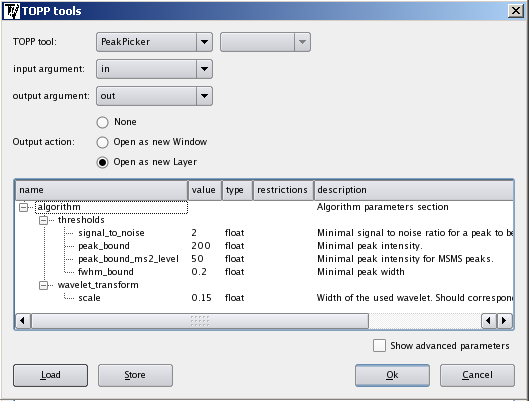 TOPP tools
TOPP tool: PeakPicker
input argument: in
output argument: out
None
Output action: Open as new Window
Open as new Layer
name value type restrictions description
algorithm Algorithm parameters section
thresholds
signal_to_noise 2 float Minimal signal to noise ratio for a peak to be
peak_bound 200 float Minimal peak intensity.
peak_bound_ms2_level 50 float Minimal peak intensity for MSMS peaks.
fwhm_bound 0.2 float Minimal peak width
wavelet_transform
scale 0.15 float Width of the used wavelet. Should correspon
Show advanced parameters
Load Store Ok Cancel